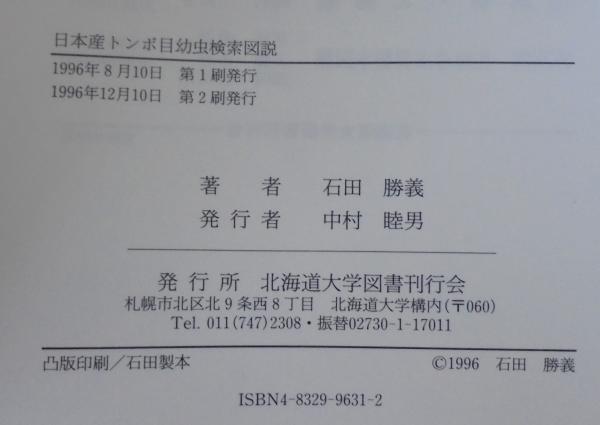 日本産トンボ目幼虫検索図説
1996年8月10日 第1刷発行
1996年12月10日 第2刷発行
著者 石田 勝義
発行者 中村 睦男
発行所 北海道大学図書刊行会
札幌市北区北9条西8丁目 北海道大学構内(〒060)
Tel. 011(747)2308・振替02730-1-17011
凸版印刷/石田製本 ©1996 石田 勝義
ISBN4-8329-9631-2